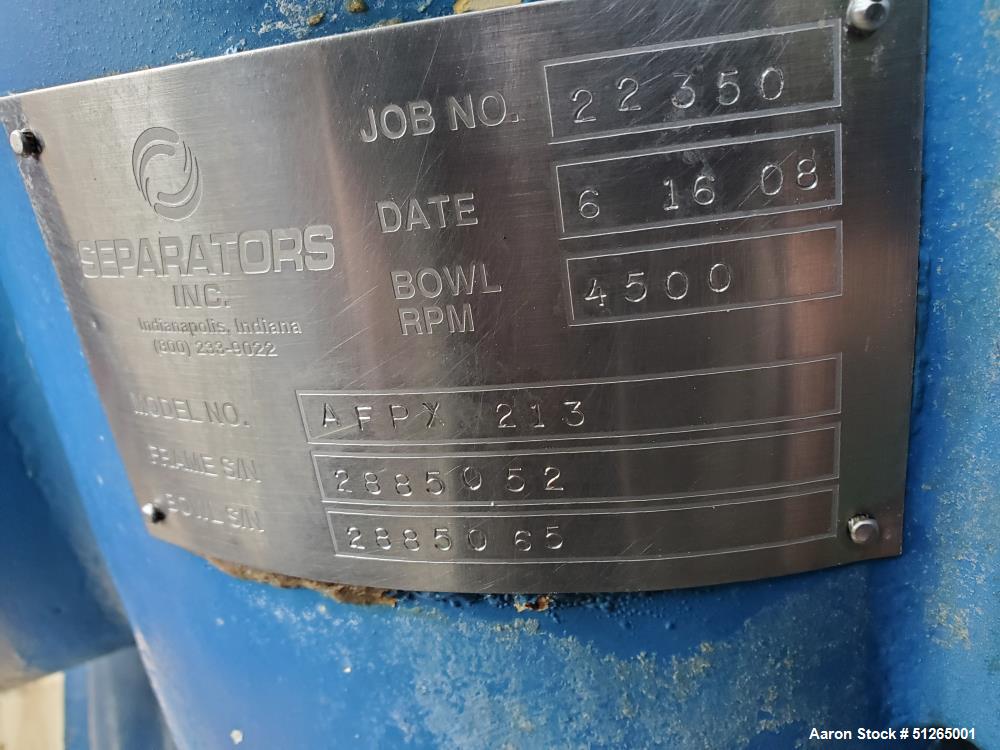 JOB NO. 22350
DATE 6 16 08
BOWL RPM 4500
SEPARATORS
INC.
Indianapolis, Indiana
(800) 233-9022
MODEL NO. AFPX 213
FRAME S/N 2885052
BOWL S/N 2885065
Aaron Stock # 51265001